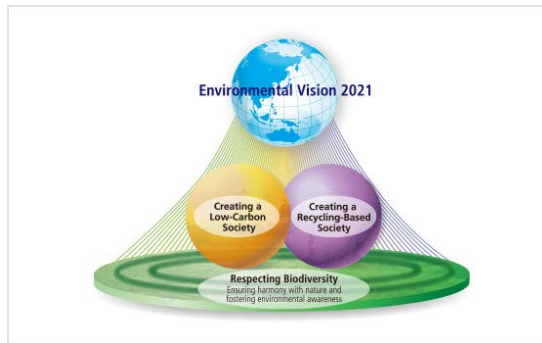 Environmental Vision 2021
Creating a
Low-Carbon
Society
Creating a
Recycling-Based
Society
Respecting Biodiversity
Ensuring harmony with nature and
fostering environmental awareness